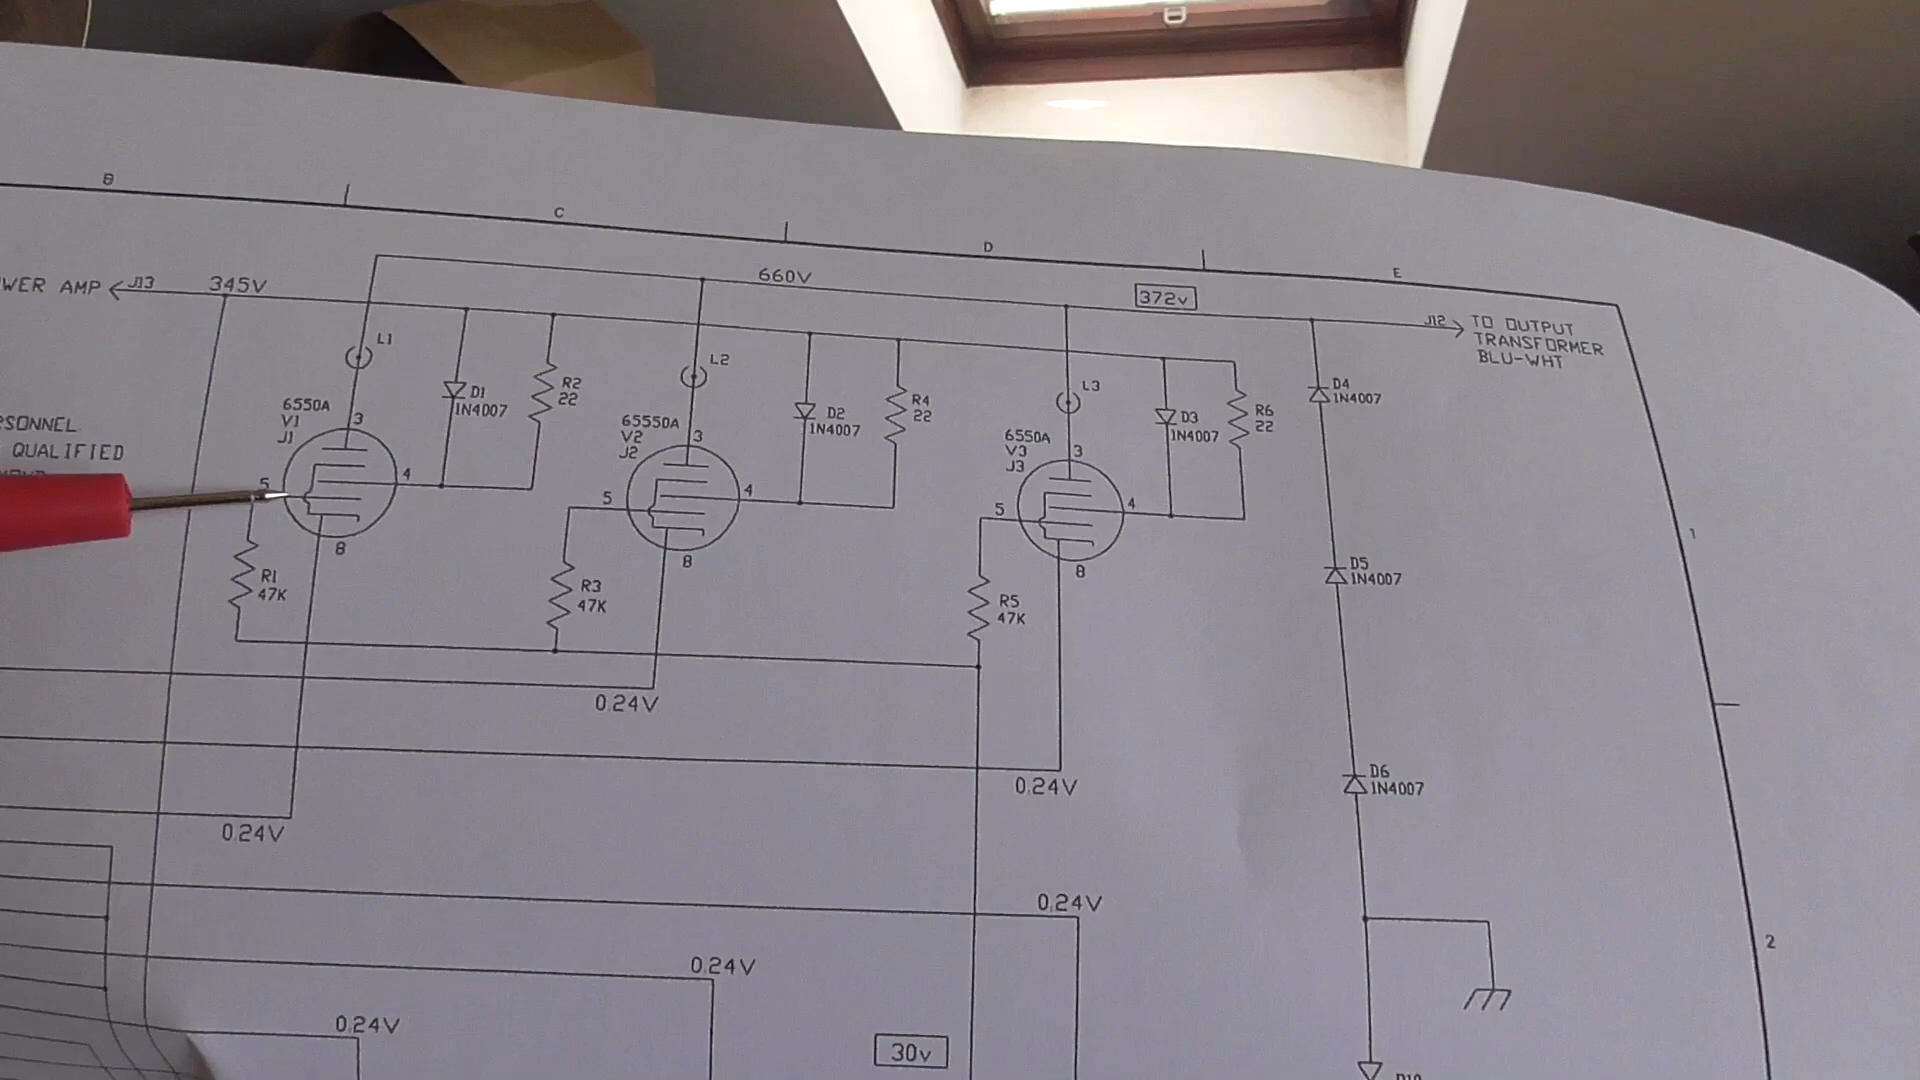 B
C
D
E
WER AMP
J13
345V
660V
372v
J12
TO OUTPUT
TRANSFORMER
BLU-WHT
L1
L2
L3
D1
1N4007
R2
22
D2
1N4007
R4
22
D3
1N4007
R6
22
D4
1N4007
6550A
V1
J1
3
4
5
8
65550A
V2
J2
3
4
5
8
6550A
V3
J3
3
4
5
8
RSONNEL
QUALIFIED
R1
47K
R3
47K
R5
47K
D5
1N4007
1
0.24V
0.24V
D6
1N4007
0.24V
0.24V
2
0.24V
0.24V
30v
D10